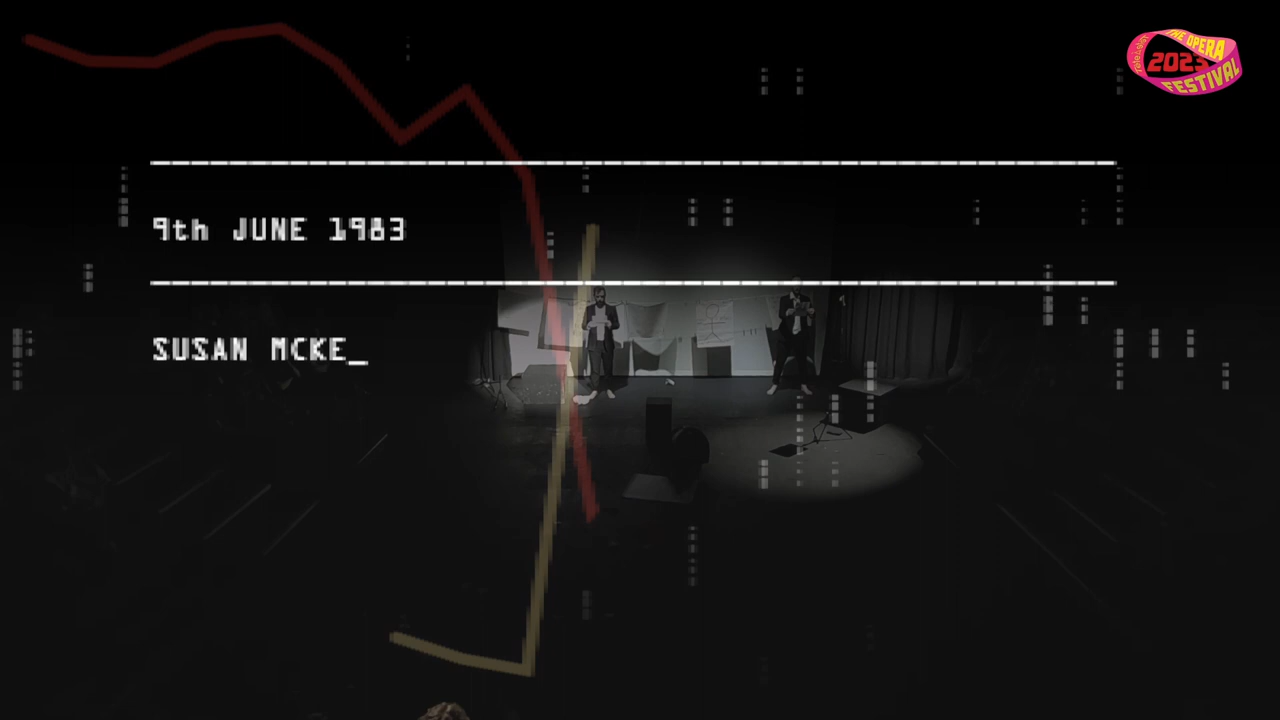 THE OPERA
2023
FESTIVAL
9th JUNE 1983
SUSAN MCKE_